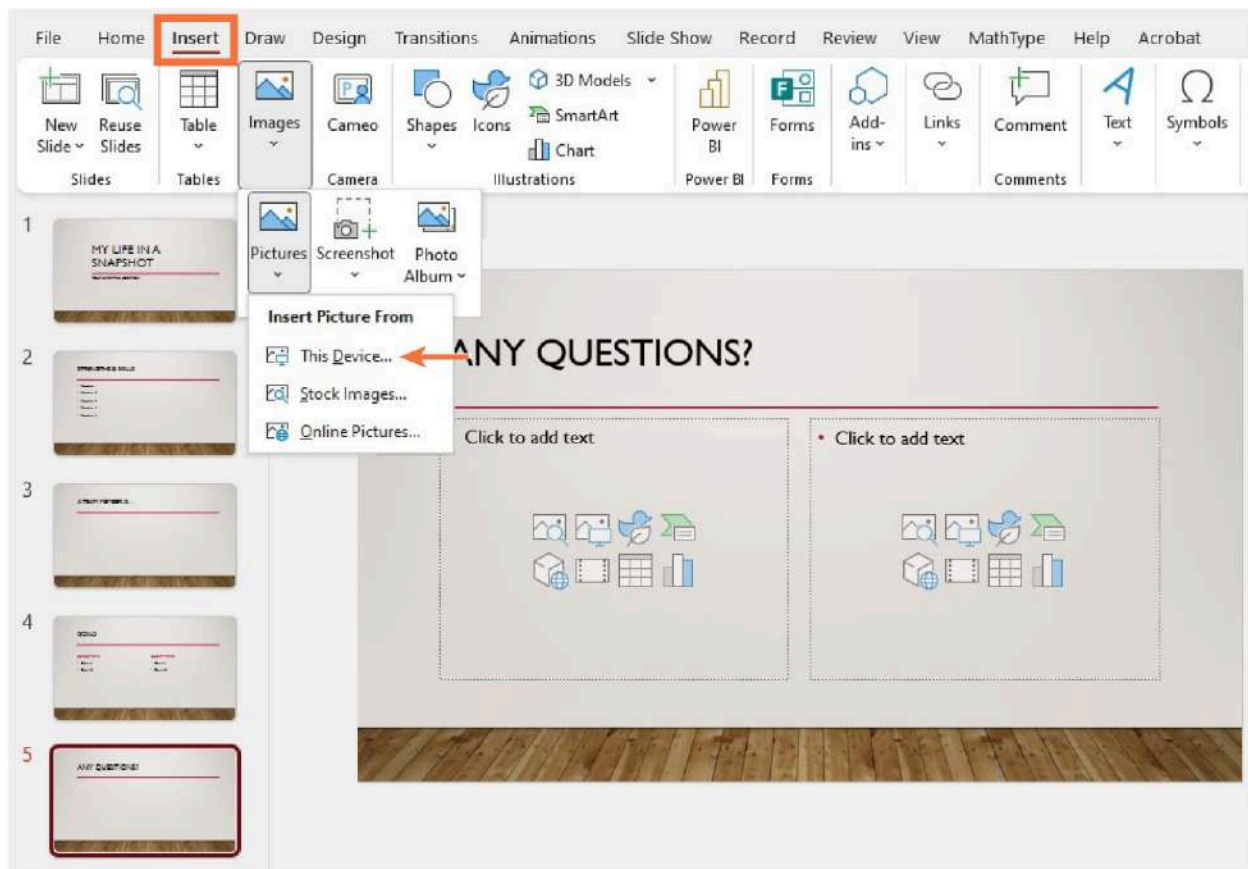 File Home Insert Draw Design Transitions Animations Slide Show Record Review View MathType Help Acrobat
New Slide
Reuse Slides
Table
Images
Cameo
Shapes
Icons
3D Models
SmartArt
Chart
Power BI
Forms
Add-ins
Links
Comment
Text
Symbols
Slides
Tables
Camera
Illustrations
Power BI
Forms
Comments
Pictures
Screenshot
Photo Album
Insert Picture From
This Device...
Stock Images...
Online Pictures...
1
MY LIFE IN A
SNAPSHOT
2
STRENGTHS & SKILLS
3
4
GOALS
5
ANY QUESTIONS?
ANY QUESTIONS?
Click to add text
• Click to add text